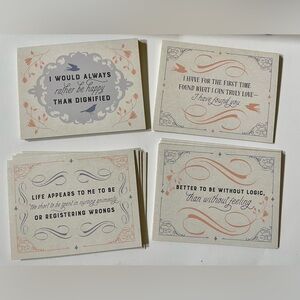 I WOULD ALWAYS
rather be happy
THAN DIGNIFIED
I HAVE FOR THE FIRST TIME
FOUND WHAT I CAN TRULY LOVE—
I have found you.
LIFE APPEARS TO ME TO BE
too short to be spent in nursing animosity
OR REGISTERING WRONGS
BETTER TO BE WITHOUT LOGIC,
than without feeling